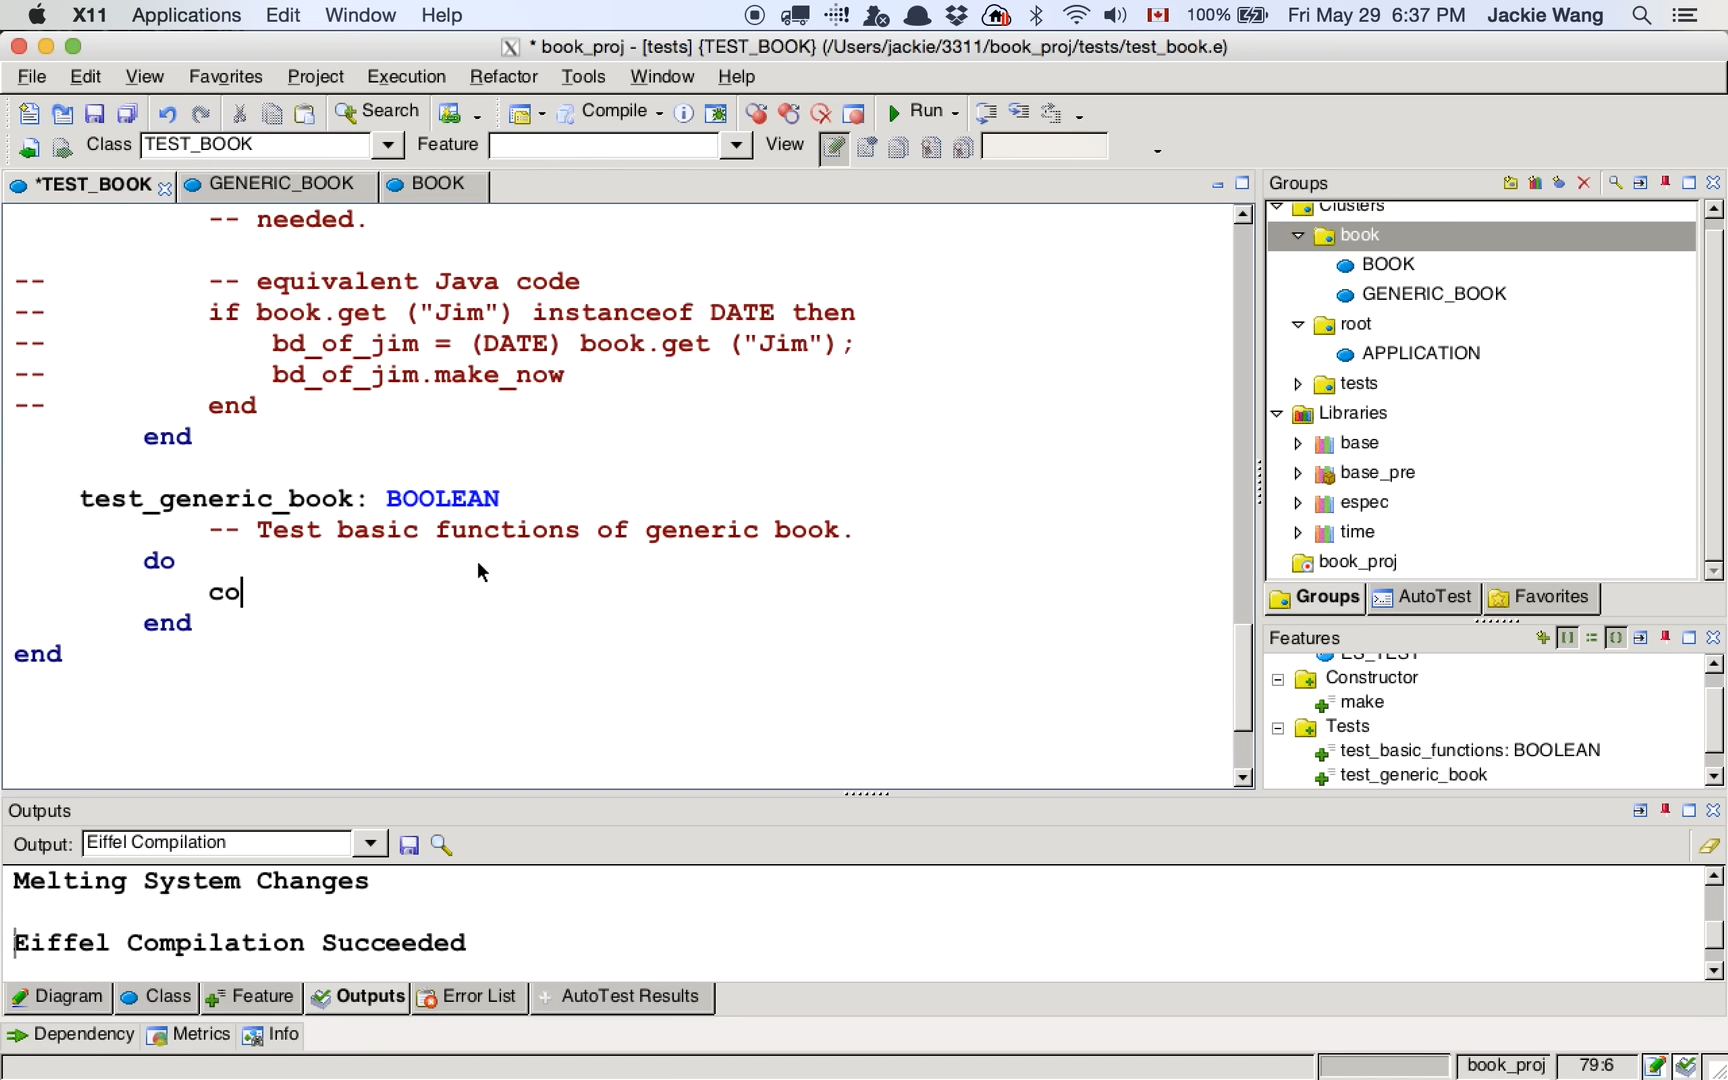 X11 Applications Edit Window Help 100% Fri May 29 6:37 PM Jackie Wang
* book_proj - [tests] {TEST_BOOK} (/Users/jackie/3311/book_proj/tests/test_book.e)
File Edit View Favorites Project Execution Refactor Tools Window Help
Search Compile Run
Class TEST_BOOK Feature View
*TEST_BOOK GENERIC_BOOK BOOK
-- needed.
-- -- equivalent Java code
-- if book.get ("Jim") instanceof DATE then
-- bd_of_jim = (DATE) book.get ("Jim");
-- bd_of_jim.make_now
-- end
end
test_generic_book: BOOLEAN
-- Test basic functions of generic book.
do
co
end
end
Groups
Clusters
book
BOOK
GENERIC_BOOK
root
APPLICATION
tests
Libraries
base
base_pre
espec
time
book_proj
Groups AutoTest Favorites
Features
ES_TEST
Constructor
make
Tests
test_basic_functions: BOOLEAN
test_generic_book
Outputs
Output: Eiffel Compilation
Melting System Changes
Eiffel Compilation Succeeded
Diagram Class Feature Outputs Error List AutoTest Results
Dependency Metrics Info
book_proj 79:6